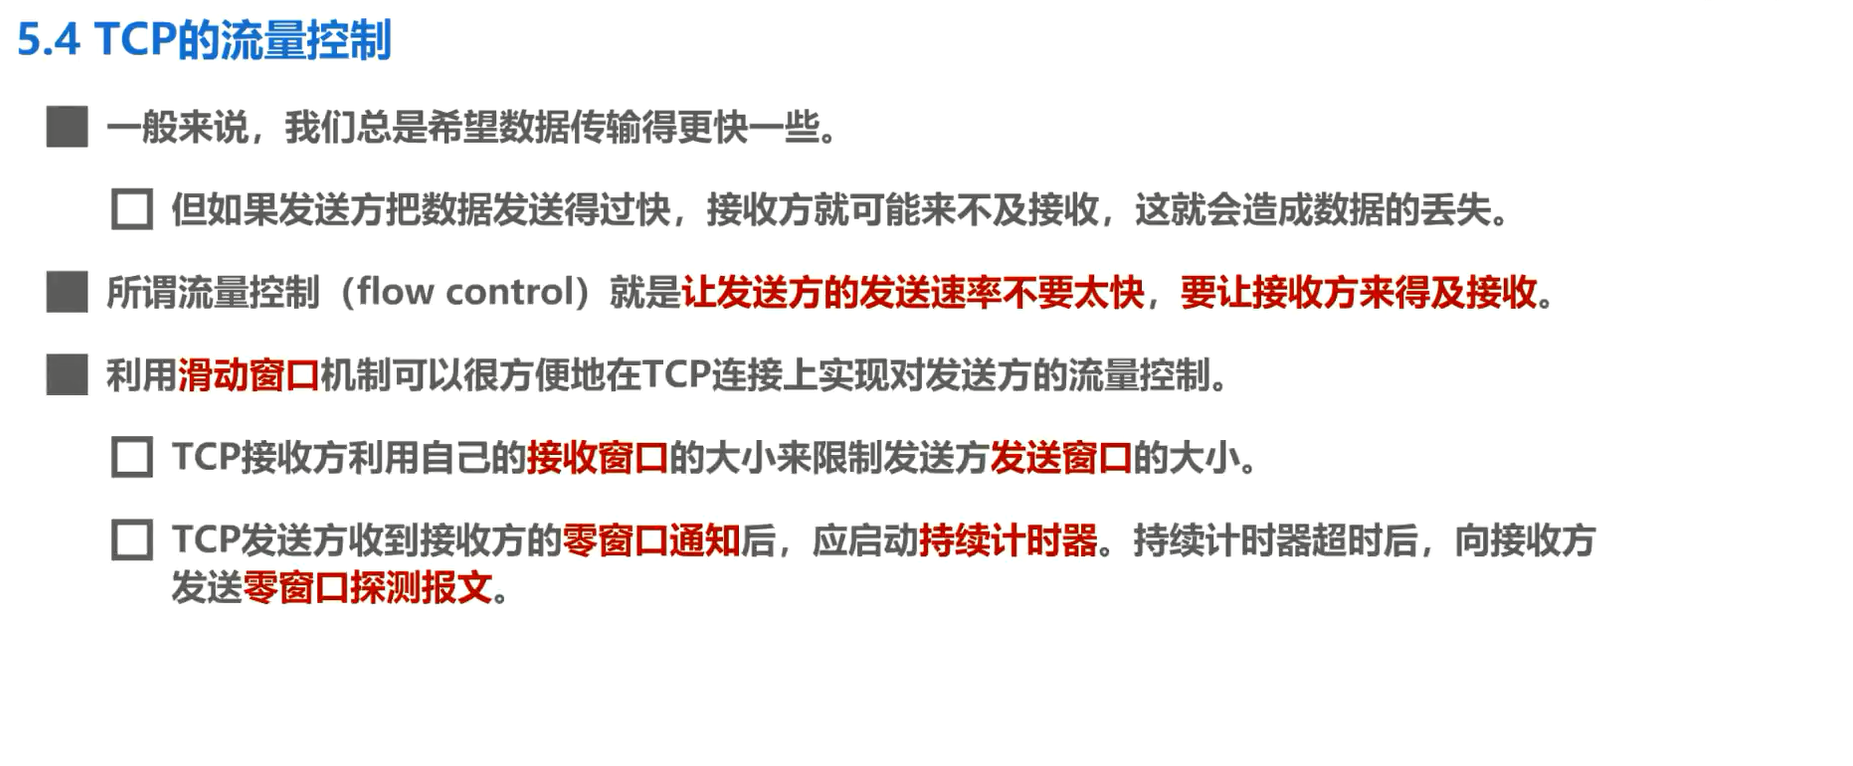 5.4 TCP的流量控制
一般来说，我们总是希望数据传输得更快一些。
但如果发送方把数据发送得过快，接收方就可能来不及接收，这就会造成数据的丢失。
所谓流量控制（flow control）就是让发送方的发送速率不要太快，要让接收方来得及接收。
利用滑动窗口机制可以很方便地在TCP连接上实现对发送方的流量控制。
TCP接收方利用自己的接收窗口的大小来限制发送方发送窗口的大小。
TCP发送方收到接收方的零窗口通知后，应启动持续计时器。持续计时器超时后，向接收方
发送零窗口探测报文。